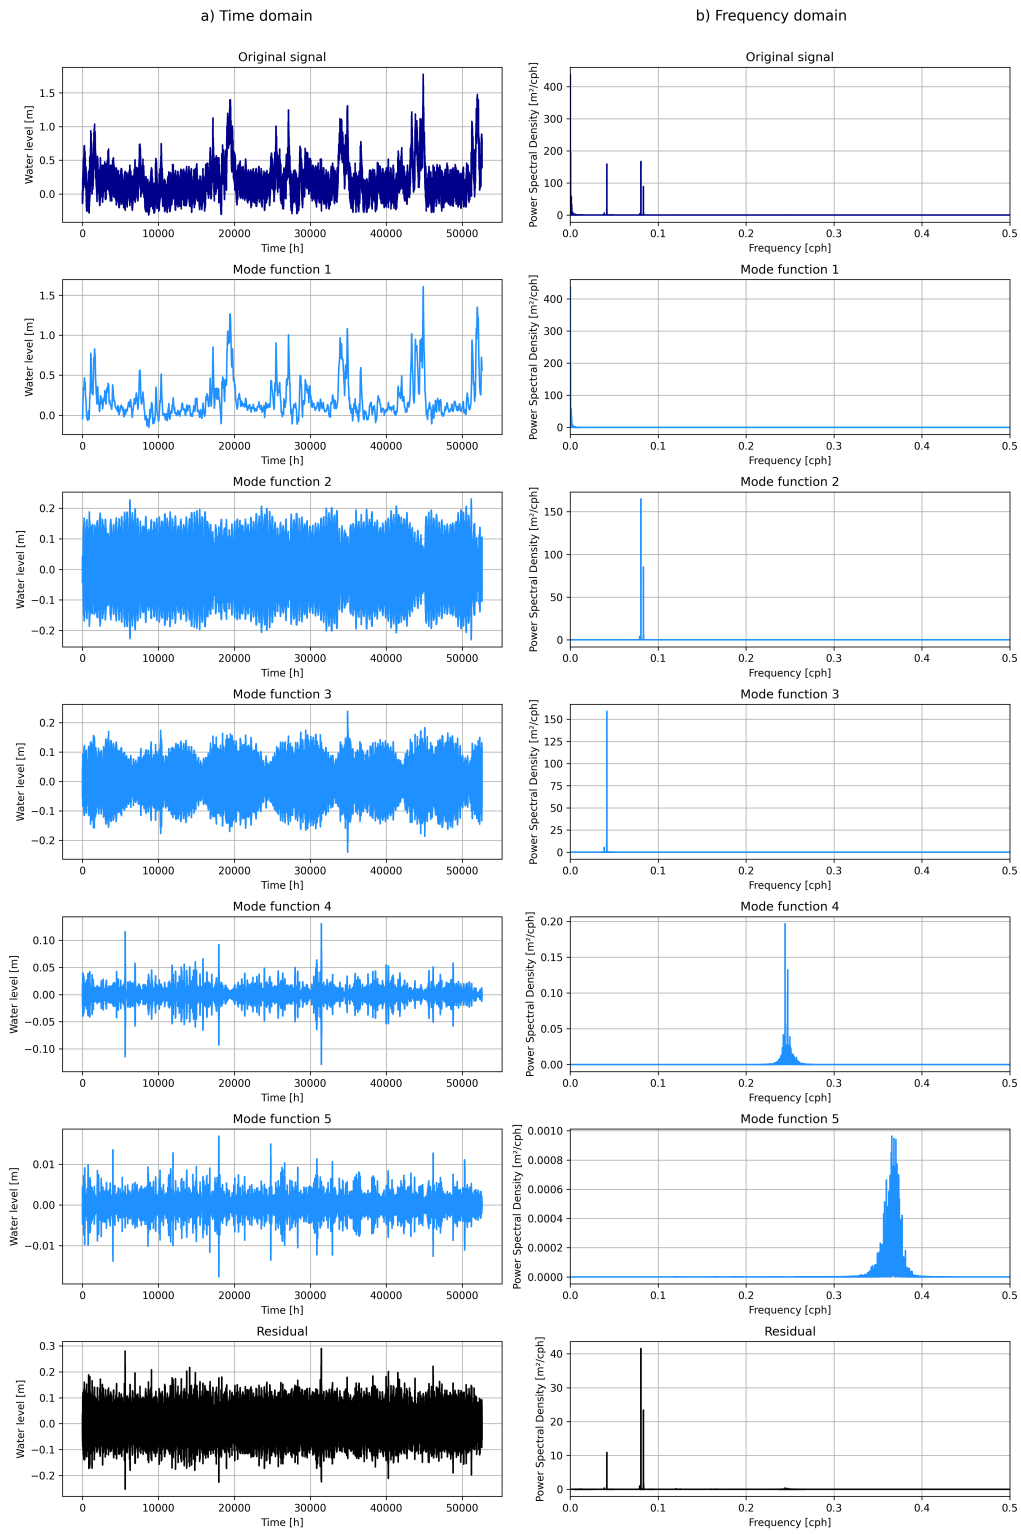 a) Time domain
b) Frequency domain
Original signal
Water level [m]
1.5
1.0
0.5
0.0
0 10000 20000 30000 40000 50000
Time [h]
Original signal
Power Spectral Density [m²/cph]
400
300
200
100
0
0.0 0.1 0.2 0.3 0.4 0.5
Frequency [cph]
Mode function 1
Water level [m]
1.5
1.0
0.5
0.0
0 10000 20000 30000 40000 50000
Time [h]
Mode function 1
Power Spectral Density [m²/cph]
400
300
200
100
0
0.0 0.1 0.2 0.3 0.4 0.5
Frequency [cph]
Mode function 2
Water level [m]
0.2
0.1
0.0
−0.1
−0.2
0 10000 20000 30000 40000 50000
Time [h]
Mode function 2
Power Spectral Density [m²/cph]
150
100
50
0
0.0 0.1 0.2 0.3 0.4 0.5
Frequency [cph]
Mode function 3
Water level [m]
0.2
0.1
0.0
−0.1
−0.2
0 10000 20000 30000 40000 50000
Time [h]
Mode function 3
Power Spectral Density [m²/cph]
150
125
100
75
50
25
0
0.0 0.1 0.2 0.3 0.4 0.5
Frequency [cph]
Mode function 4
Water level [m]
0.10
0.05
0.00
−0.05
−0.10
0 10000 20000 30000 40000 50000
Time [h]
Mode function 4
Power Spectral Density [m²/cph]
0.20
0.15
0.10
0.05
0.00
0.0 0.1 0.2 0.3 0.4 0.5
Frequency [cph]
Mode function 5
Water level [m]
0.01
0.00
−0.01
0 10000 20000 30000 40000 50000
Time [h]
Mode function 5
Power Spectral Density [m²/cph]
0.0010
0.0008
0.0006
0.0004
0.0002
0.0000
0.0 0.1 0.2 0.3 0.4 0.5
Frequency [cph]
Residual
Water level [m]
0.3
0.2
0.1
0.0
−0.1
−0.2
0 10000 20000 30000 40000 50000
Time [h]
Residual
Power Spectral Density [m²/cph]
40
30
20
10
0
0.0 0.1 0.2 0.3 0.4 0.5
Frequency [cph]